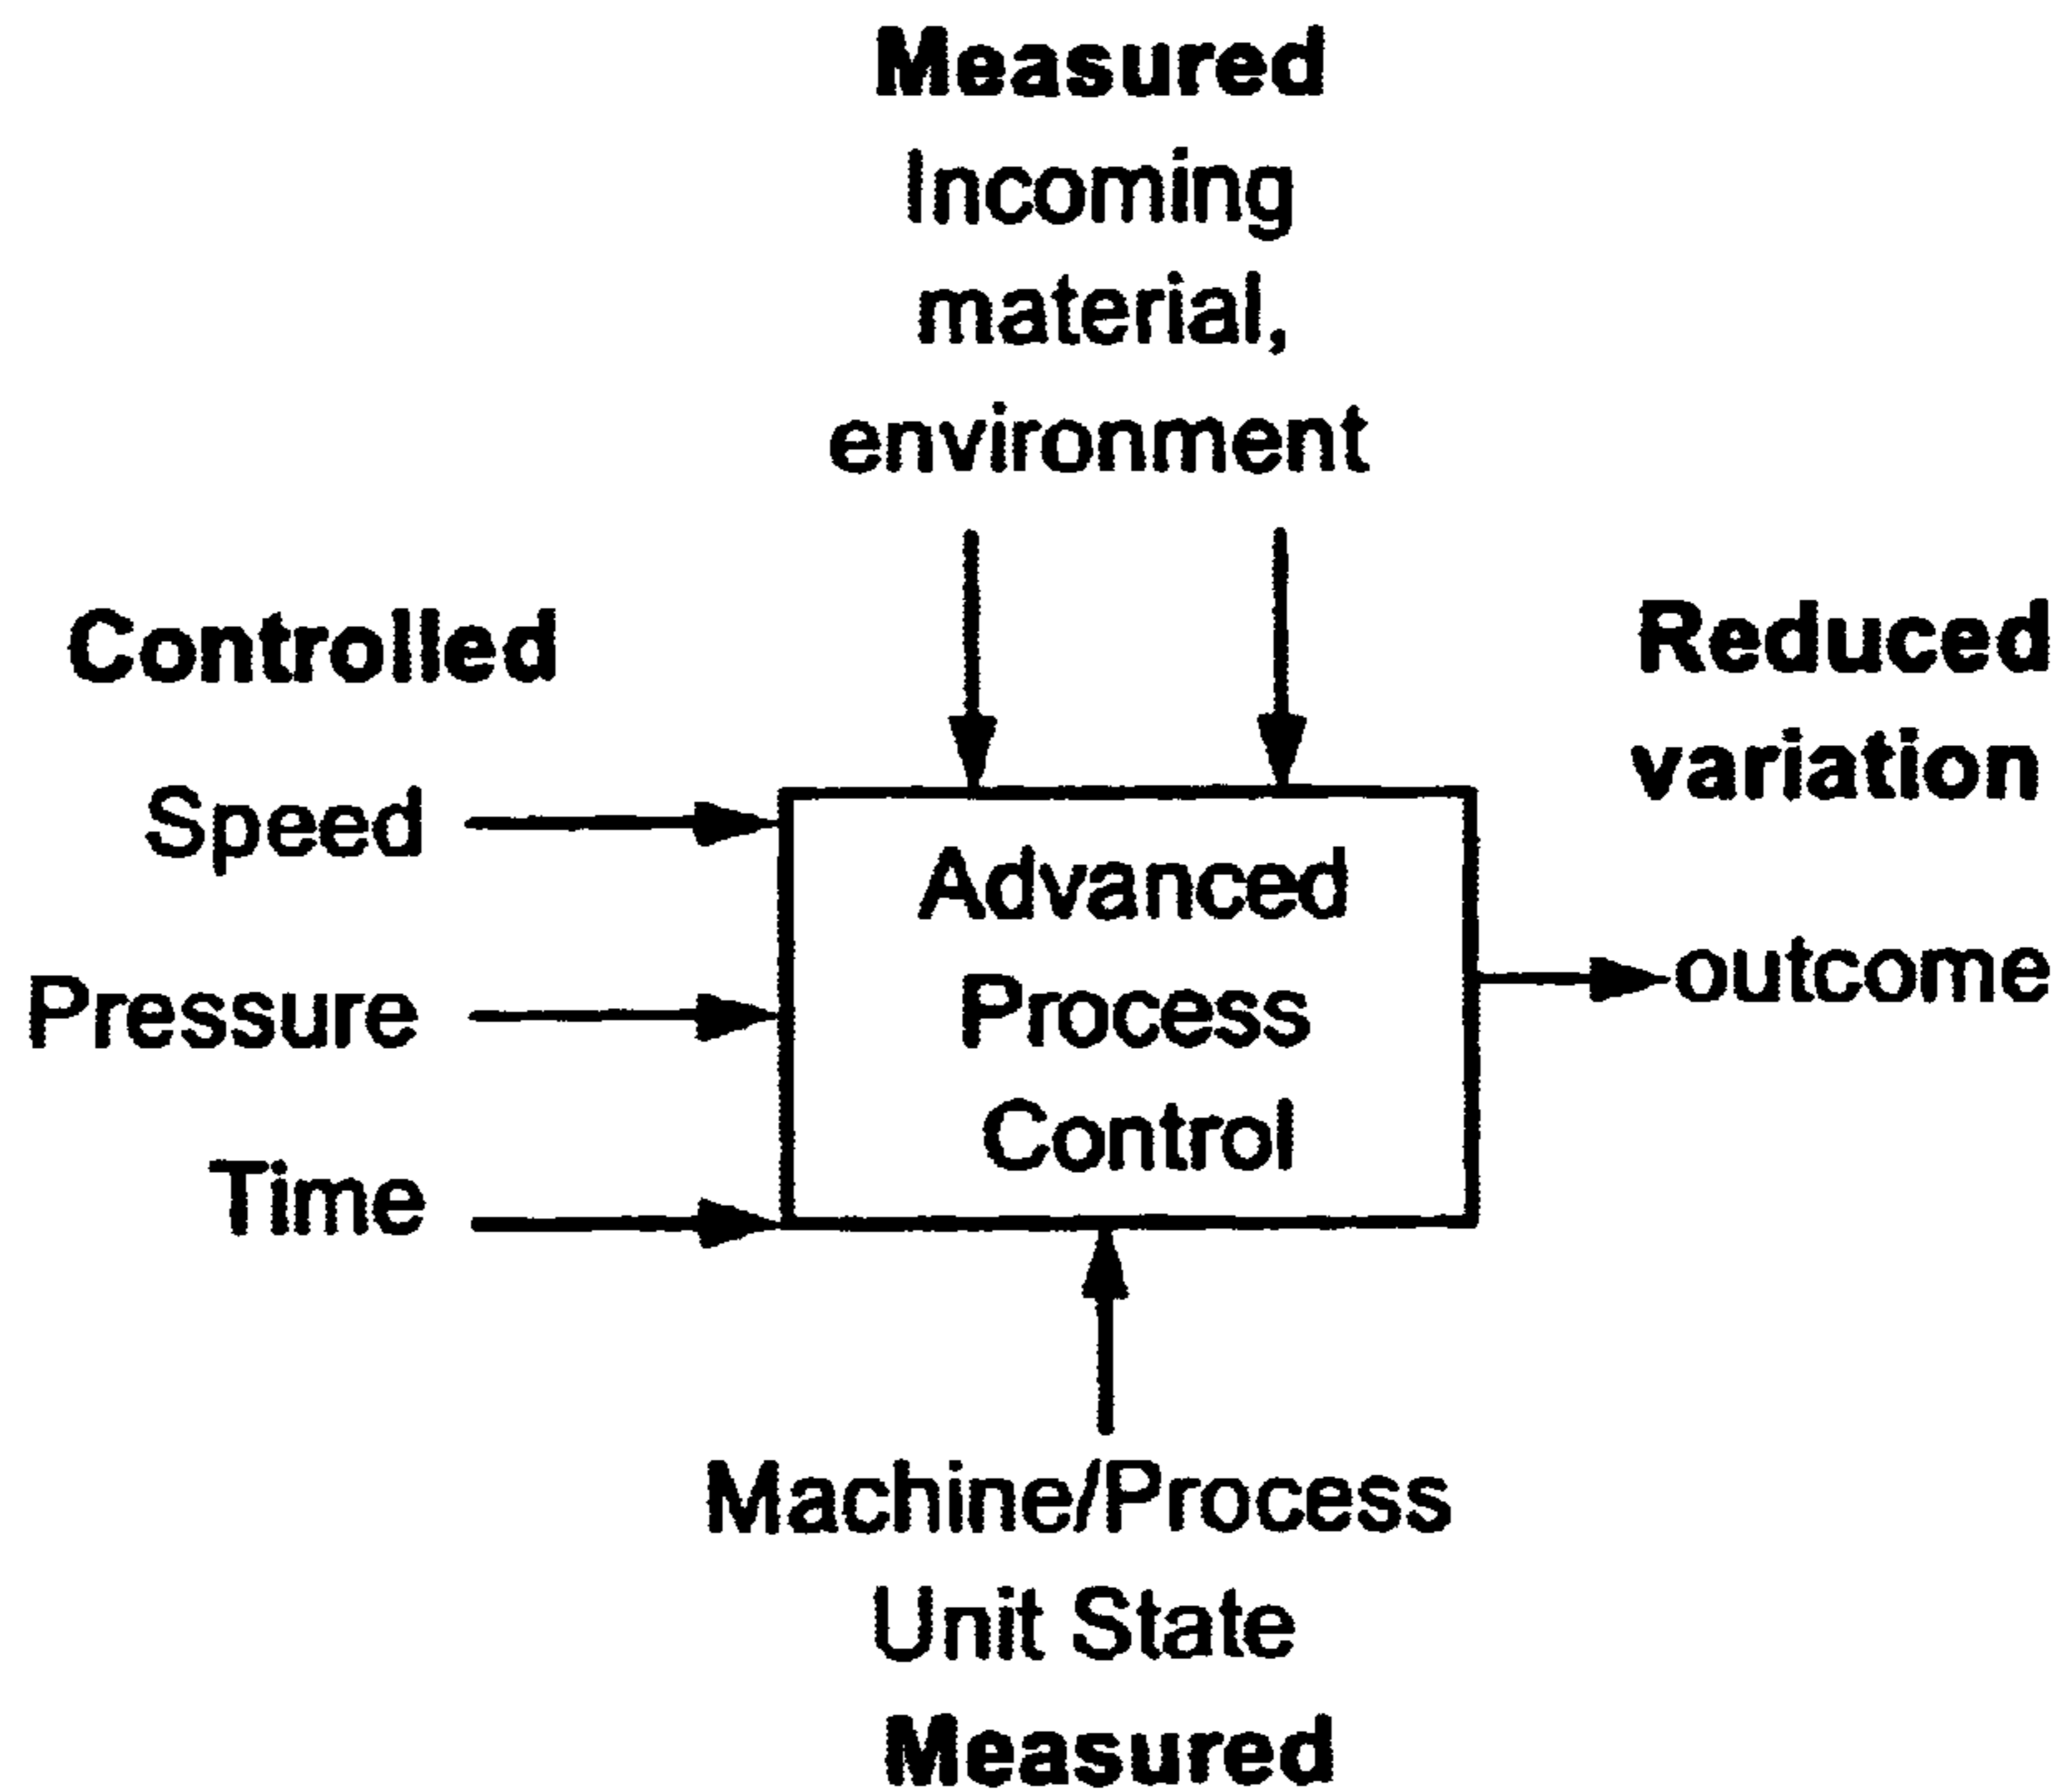 Measured
Incoming
material,
environment
Controlled
Speed
Pressure
Time
Advanced
Process
Control
Reduced
variation
outcome
Machine/Process
Unit State
Measured